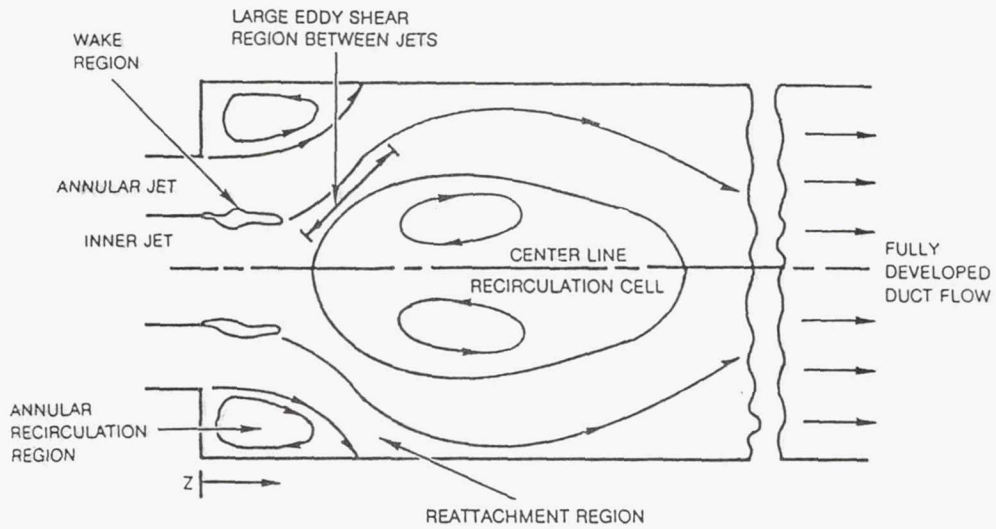 LARGE EDDY SHEAR
REGION BETWEEN JETS
WAKE
REGION
ANNULAR JET
INNER JET
CENTER LINE
RECIRCULATION CELL
FULLY
DEVELOPED
DUCT FLOW
ANNULAR
RECIRCULATION
REGION
Z
REATTACHMENT REGION